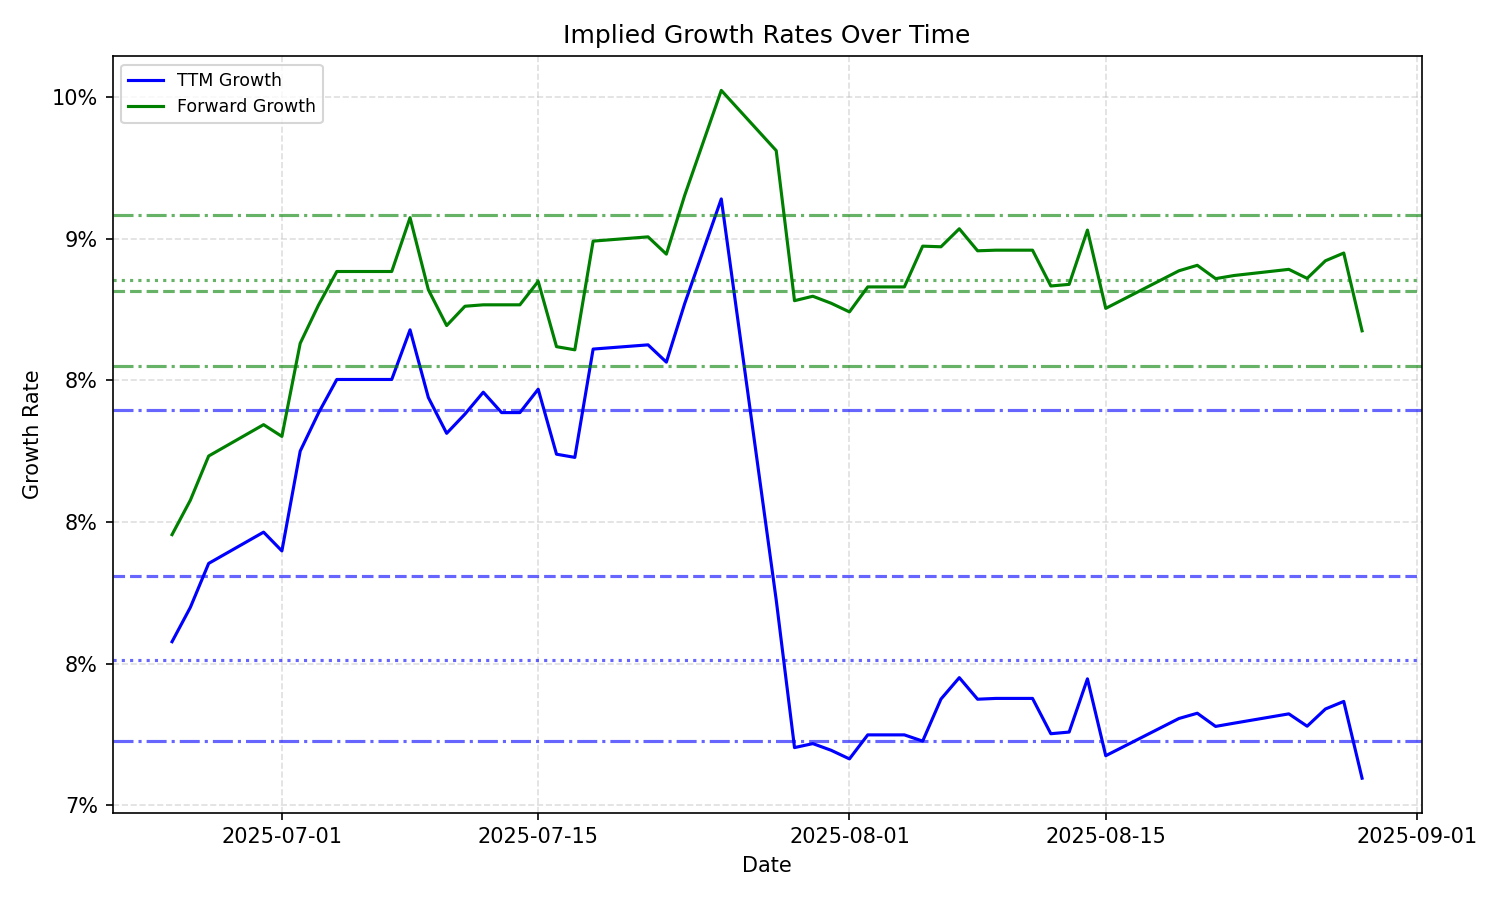 Implied Growth Rates Over Time
TTM Growth
Forward Growth
10%
9%
8%
8%
8%
7%
Growth Rate
2025-07-01
2025-07-15
2025-08-01
2025-08-15
2025-09-01
Date